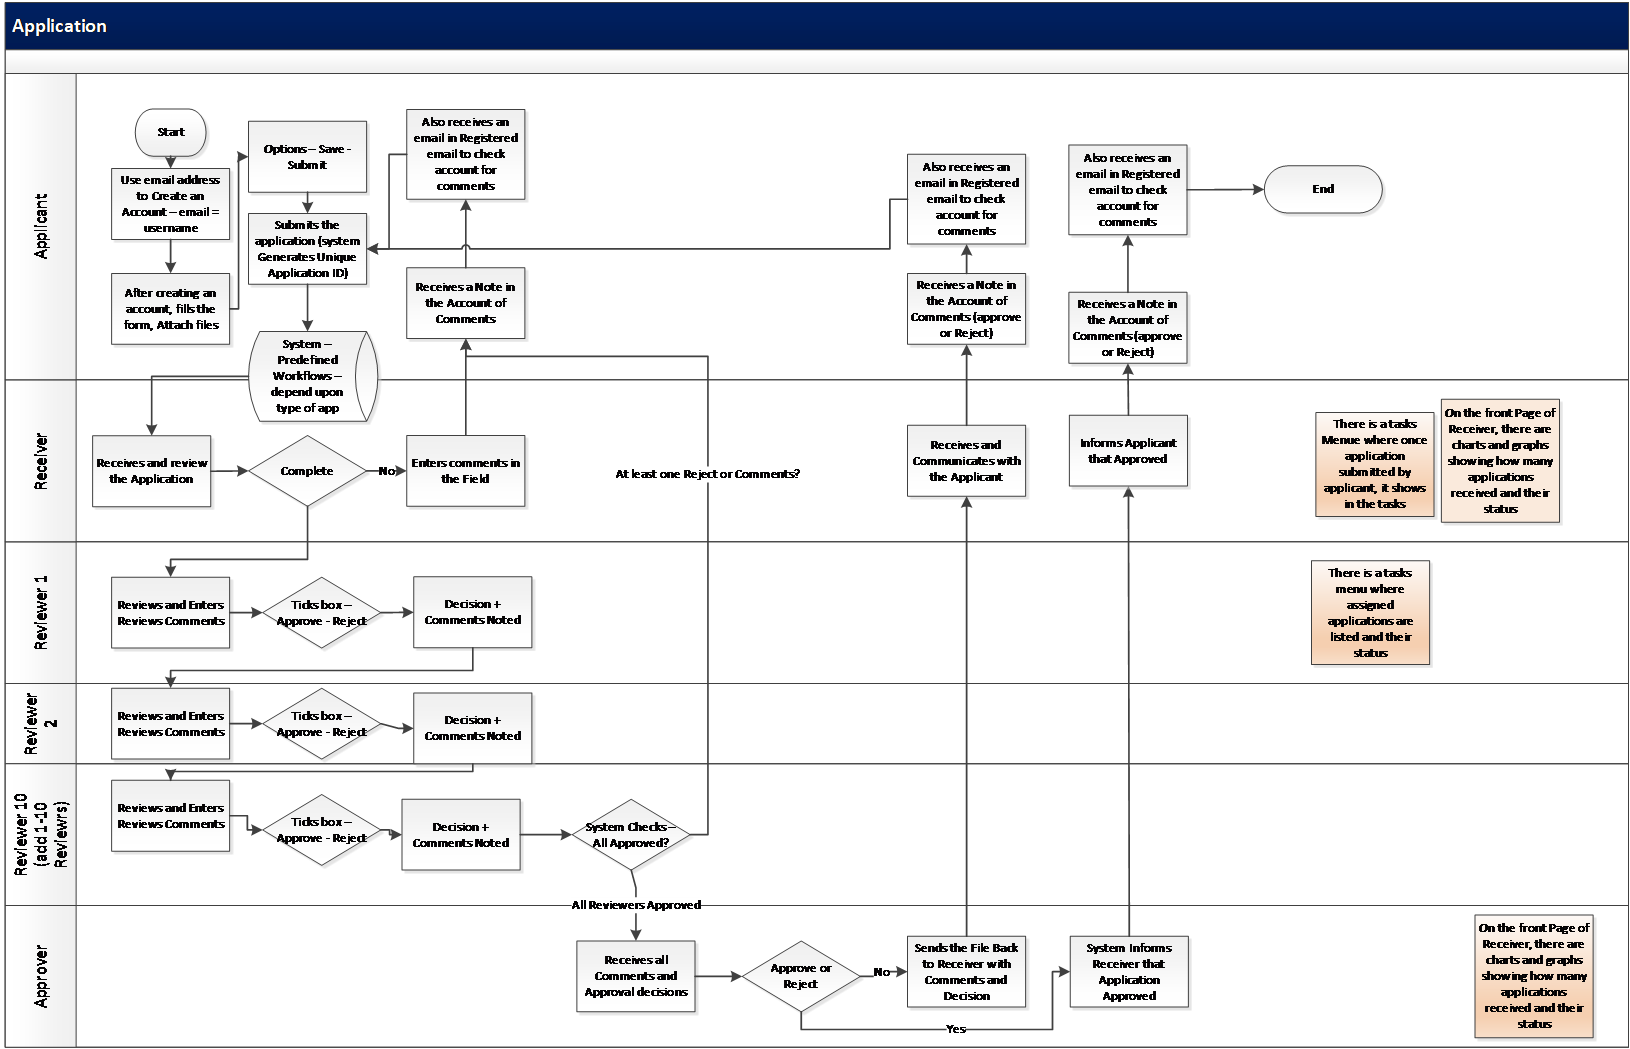 Application
Applicant
Start
Use email address
to Create an
Account – email =
username
After creating an
account, fills the
form, Attach files
Options – Save -
Submit
Submits the
application (system
Generates Unique
Application ID)
System –
Predefined
Workflows –
depend upon
type of app
Also receives an
email in Registered
email to check
account for
comments
Receives a Note in
the Account of
Comments
Also receives an
email in Registered
email to check
account for
comments
Receives a Note in
the Account of
Comments (approve
or Reject)
Also receives an
email in Registered
email to check
account for
comments
Receives a Note in
the Account of
Comments (approve
or Reject)
End
Receiver
Receives and review
the Application
Complete
No
Enters comments in
the Field
At least one Reject or Comments?
Receives and
Communicates with
the Applicant
Informs Applicant
that Approved
There is a tasks
Menue where once
application
submitted by
applicant, it shows
in the tasks
On the front Page of
Receiver, there are
charts and graphs
showing how many
applications
received and their
status
Reviewer 1
Reviews and Enters
Reviews Comments
Ticks box –
Approve - Reject
Decision +
Comments Noted
There is a tasks
menu where
assigned
applications are
listed and their
status
Reviewer
2
Reviews and Enters
Reviews Comments
Ticks box –
Approve - Reject
Decision +
Comments Noted
Reviewer 10
(add 1-10
Reviewrs)
Reviews and Enters
Reviews Comments
Ticks box –
Approve - Reject
Decision +
Comments Noted
System Checks –
All Approved?
All Reviewers Approved
Approver
Receives all
Comments and
Approval decisions
Approve or
Reject
No
Yes
Sends the File Back
to Receiver with
Comments and
Decision
System Informs
Receiver that
Application
Approved
On the front Page of
Receiver, there are
charts and graphs
showing how many
applications
received and their
status